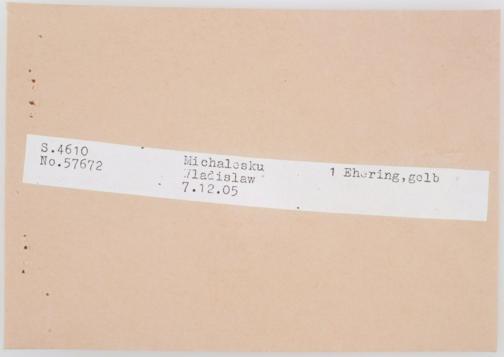 S.4610
No.57672
Michalesku
Wladislaw
7.12.05
1 Ehering,gelb